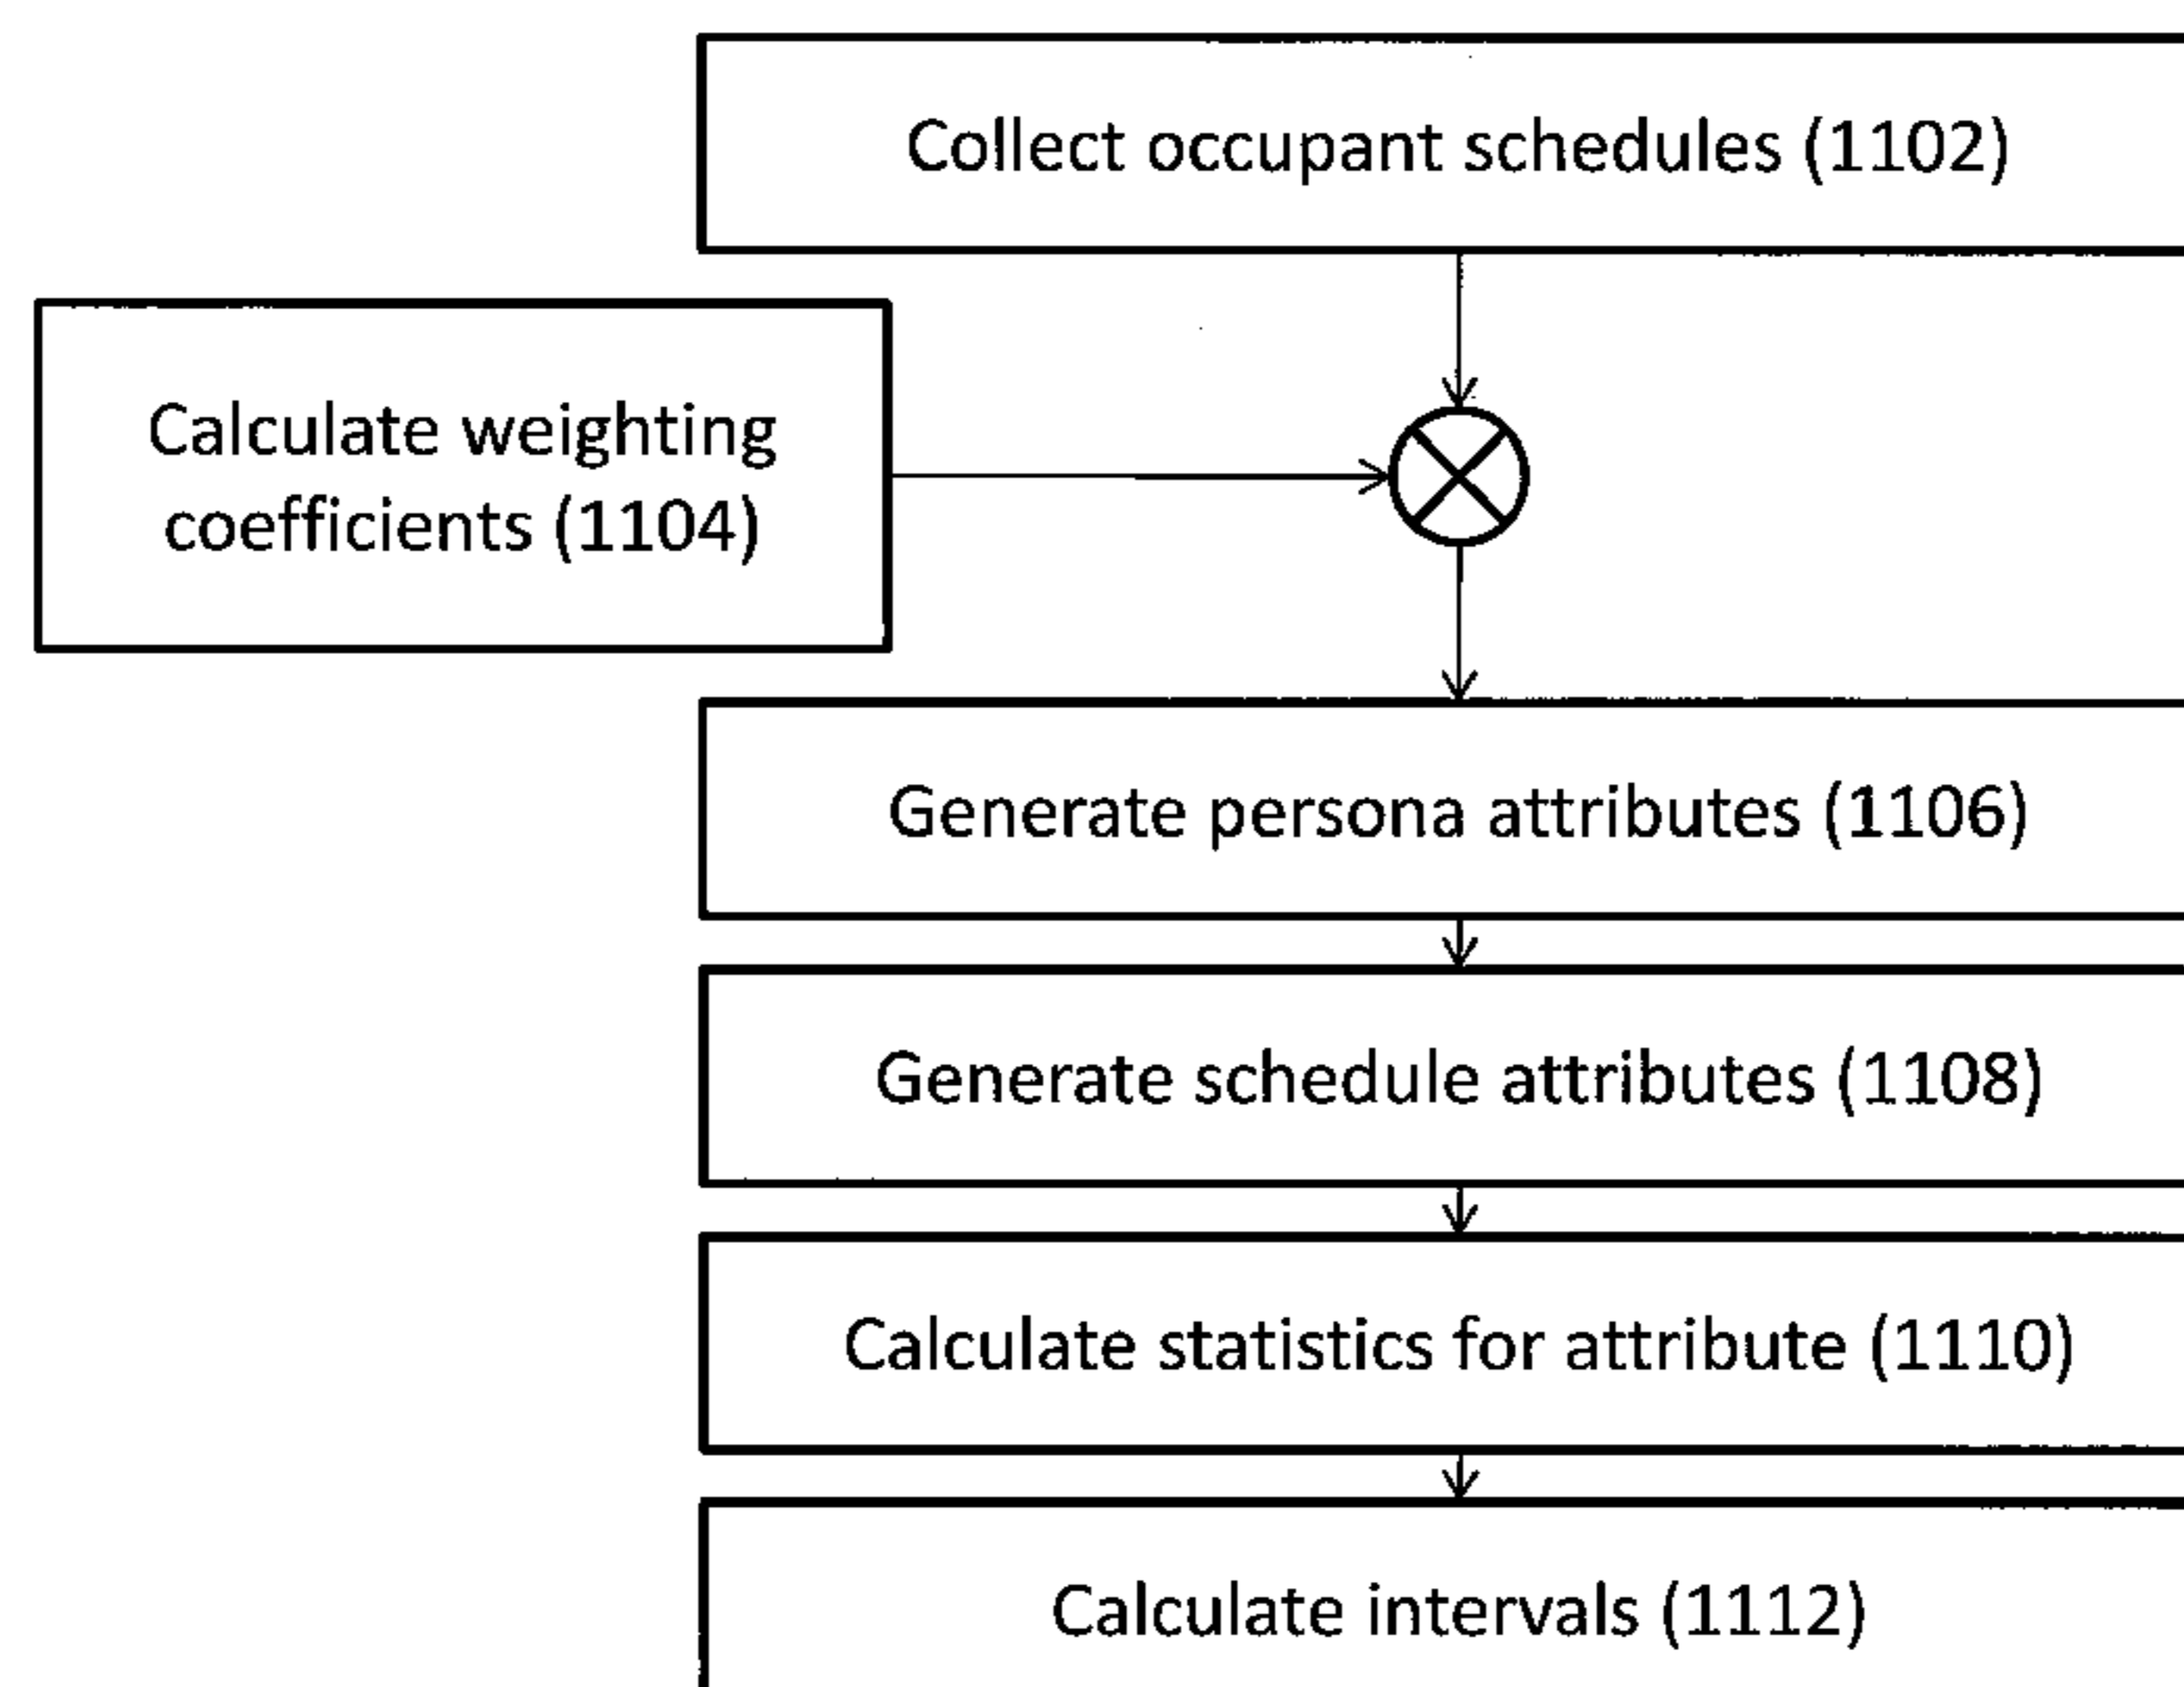 Collect occupant schedules (1102)
Calculate weighting
coefficients (1104)
Generate persona attributes (1106)
Generate schedule attributes (1108)
Calculate statistics for attribute (1110)
Calculate intervals (1112)